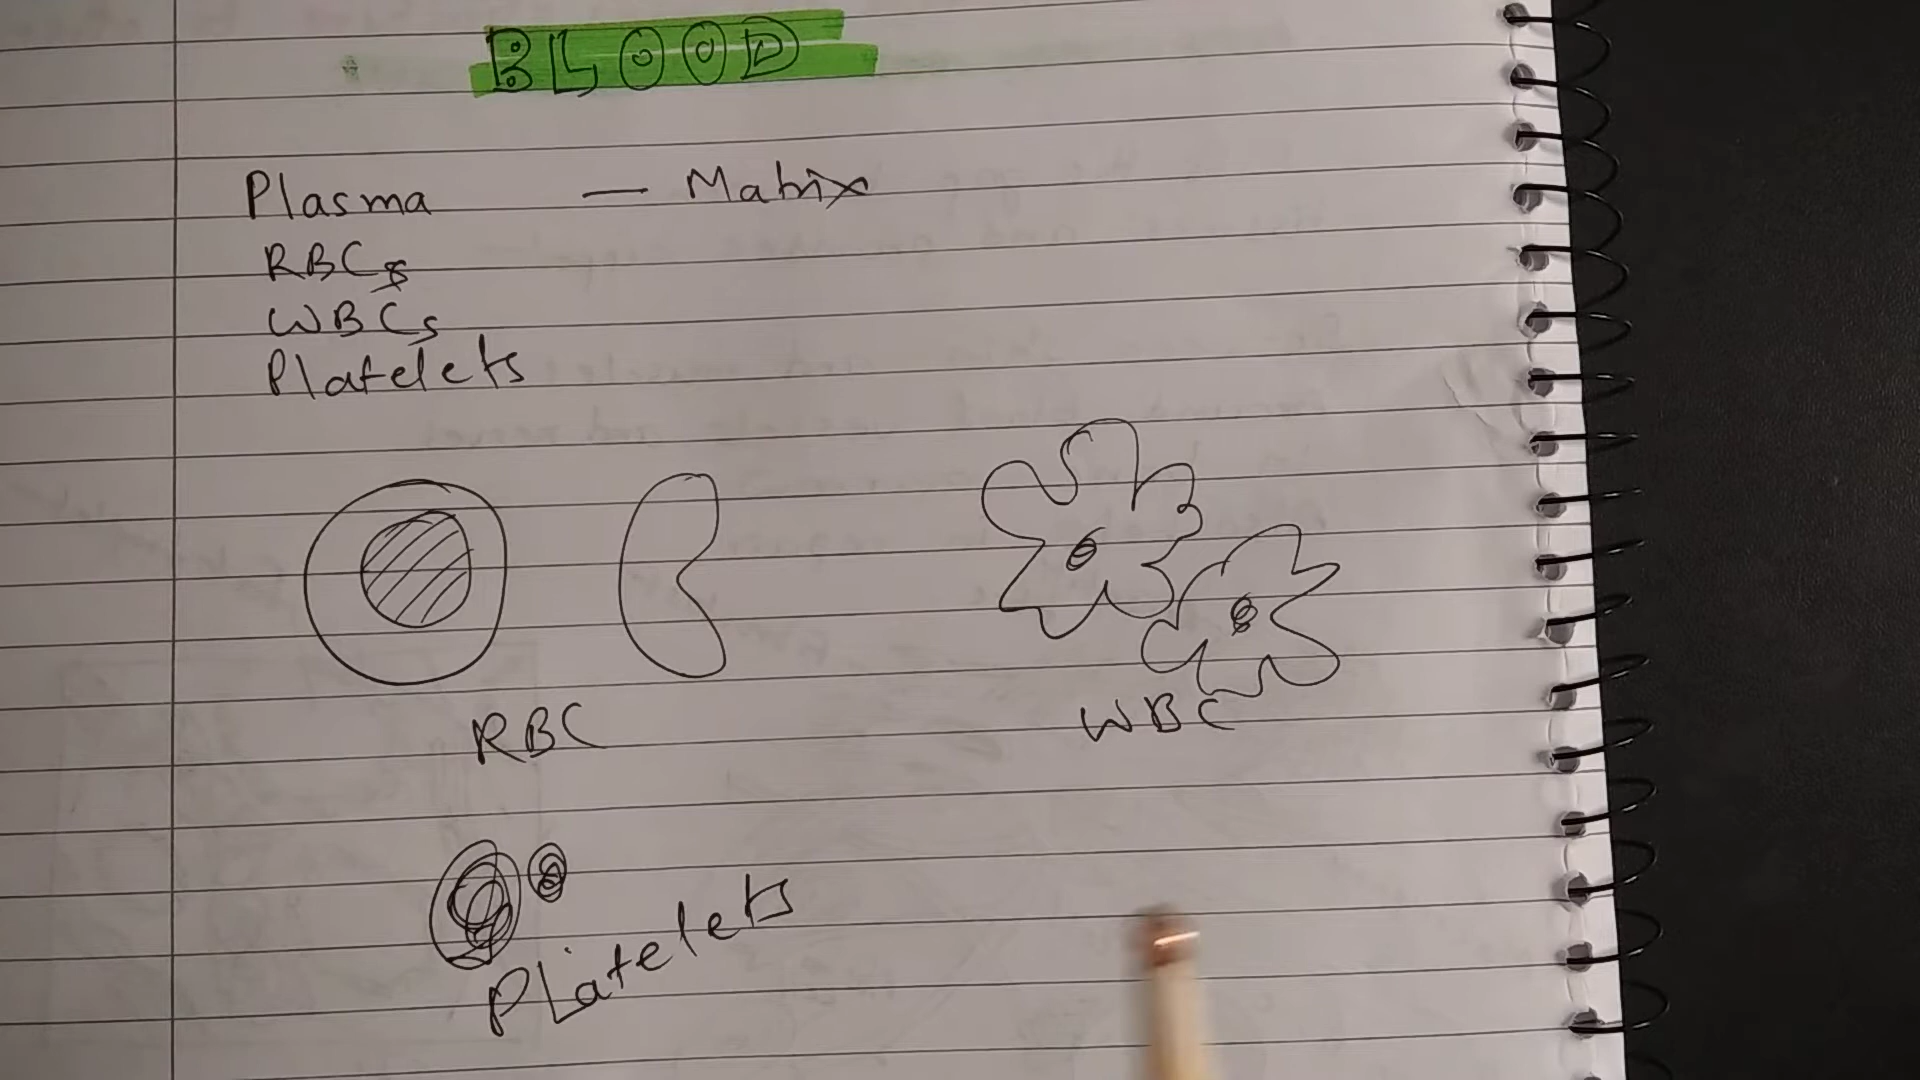 BLOOD
Plasma — Matrix
RBCs
WBCs
Platelets
RBC
WBC
Platelets